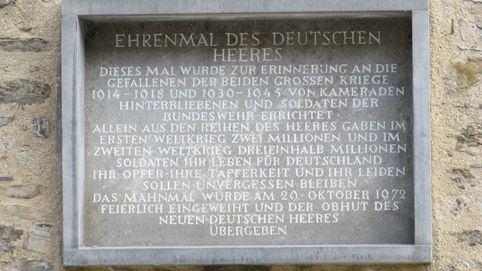 EHRENMAL DES DEUTSCHEN
HEERES
DIESES MAL WURDE ZUR ERINNERUNG AN DIE
GEFALLENEN DER BEIDEN GROSSEN KRIEGE
1914-1918 UND 1939-1945 VON KAMERADEN
HINTERBLIEBENEN UND SOLDATEN DER
BUNDESWEHR ERRICHTET·
ALLEIN AUS DEN REIHEN DES HEERES GABEN IM
ERSTEN WELTKRIEG ZWEI MILLIONEN UND IM
ZWEITEN WELTKRIEG DREIEINHALB MILLIONEN
SOLDATEN IHR LEBEN FÜR DEUTSCHLAND
IHR OPFER·IHRE TAPFERKEIT UND IHR LEIDEN
SOLLEN UNVERGESSEN BLEIBEN
DAS MAHNMAL WURDE AM 29·OKTOBER 1972
FEIERLICH EINGEWEIHT UND DER OBHUT DES
NEUEN DEUTSCHEN HEERES
ÜBERGEBEN